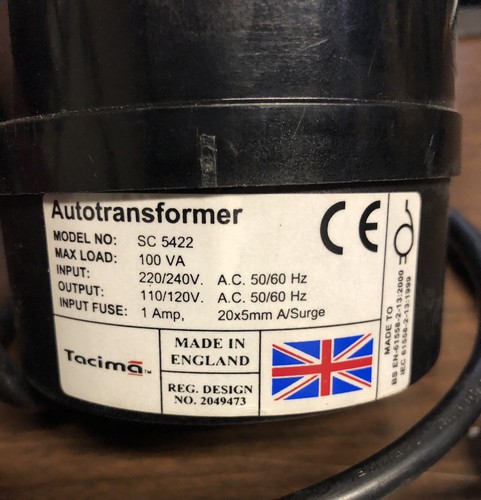 Autotransformer
MODEL NO: SC 5422
MAX LOAD: 100 VA
INPUT: 220/240V. A.C. 50/60 Hz
OUTPUT: 110/120V. A.C. 50/60 Hz
INPUT FUSE: 1 Amp, 20x5mm A/Surge
CE
Tacima™
MADE IN
ENGLAND
REG. DESIGN
NO. 2049473
MADE TO
BS EN-61558-2-13:2000
IEC 61558-2-13:1999